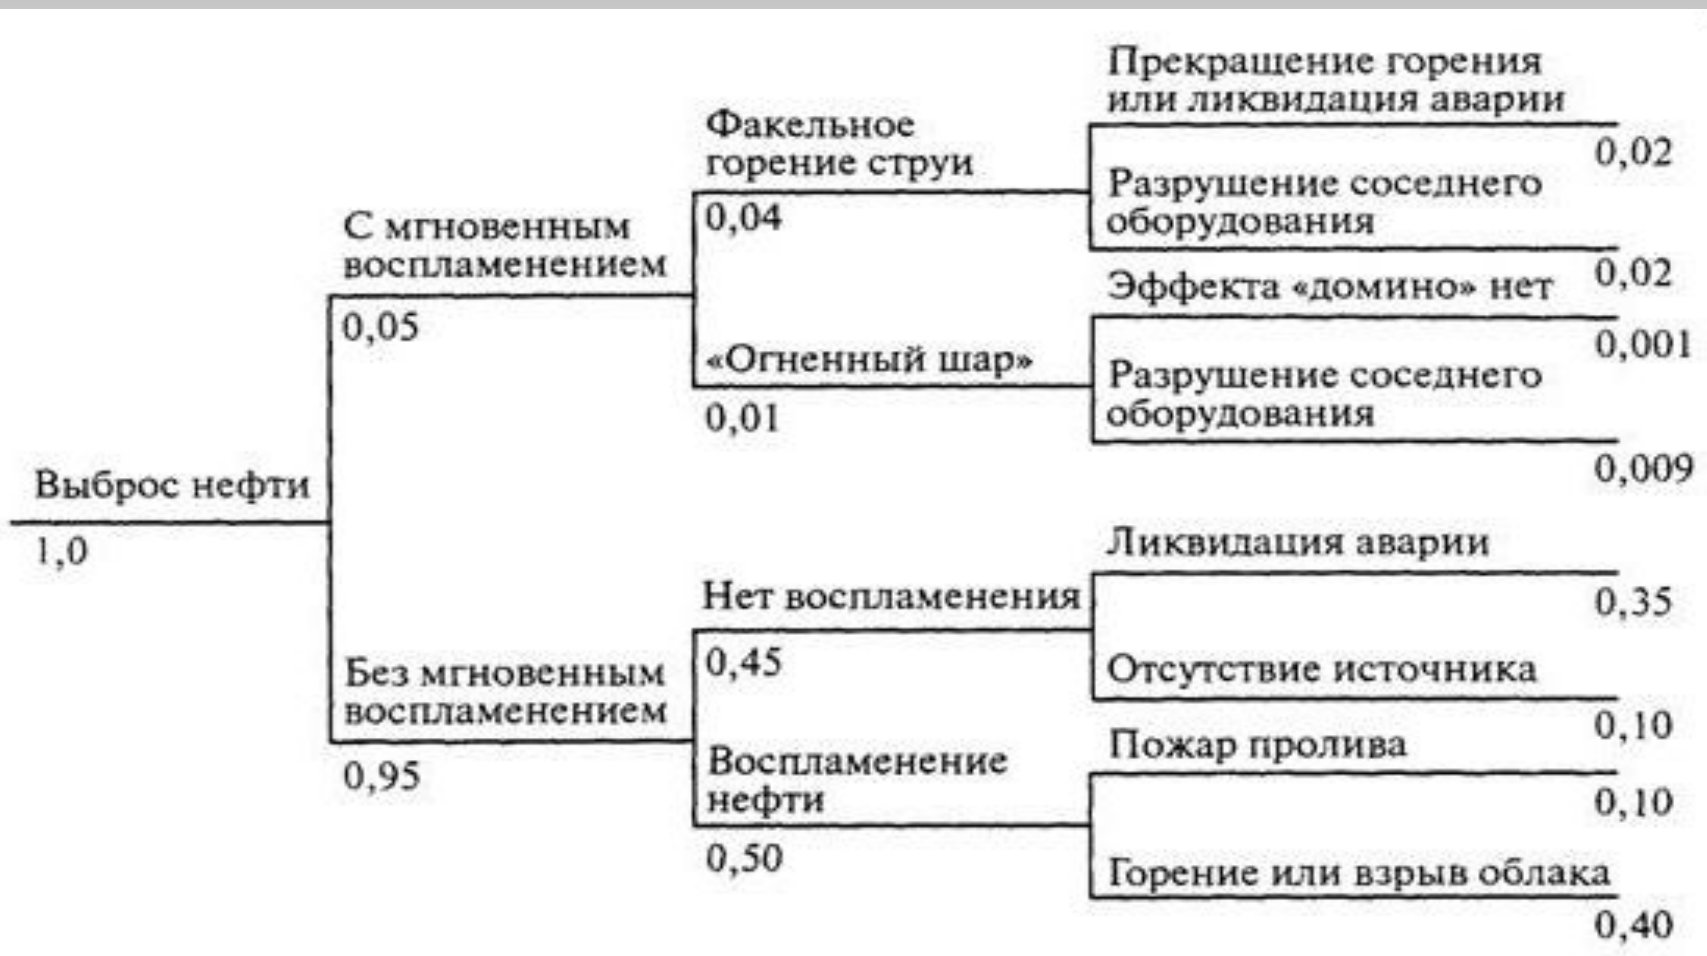 Выброс нефти
1,0
С мгновенным
воспламенением
0,05
Без мгновенным
воспламенением
0,95
Факельное
горение струи
0,04
«Огненный шар»
0,01
Нет воспламенения
0,45
Воспламенение
нефти
0,50
Прекращение горения
или ликвидация аварии
0,02
Разрушение соседнего
оборудования
0,02
Эффекта «домино» нет
0,001
Разрушение соседнего
оборудования
0,009
Ликвидация аварии
0,35
Отсутствие источника
0,10
Пожар пролива
0,10
Горение или взрыв облака
0,40